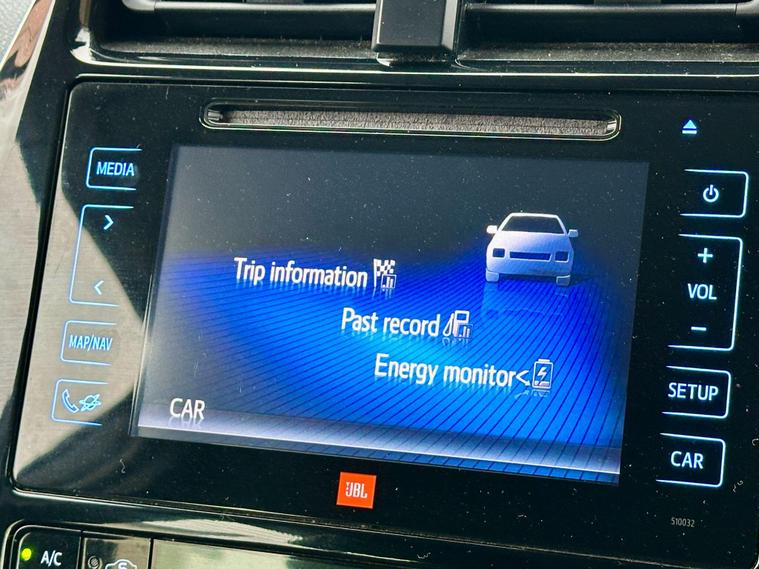 MEDIA
MAP/NAV
Trip information
Past record
Energy monitor
CAR
VOL
SETUP
CAR
JBL
510032
A/C